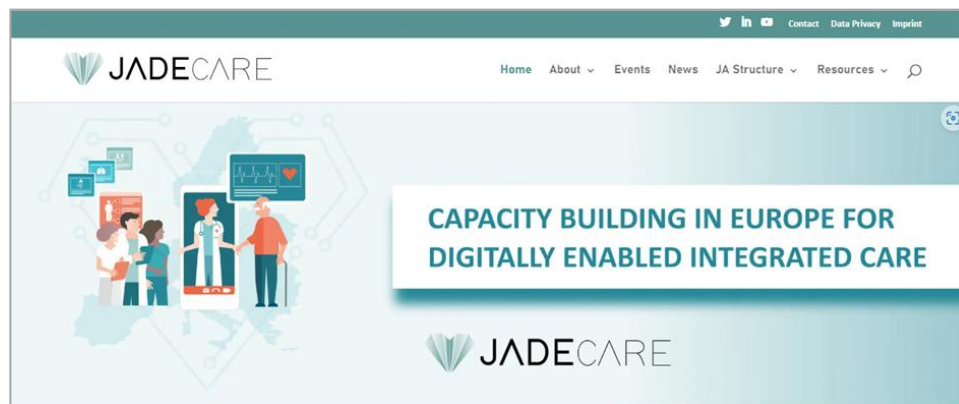 Contact Data Privacy Imprint
JADECARE
Home About Events News JA Structure Resources
CAPACITY BUILDING IN EUROPE FOR
DIGITALLY ENABLED INTEGRATED CARE
JADECARE